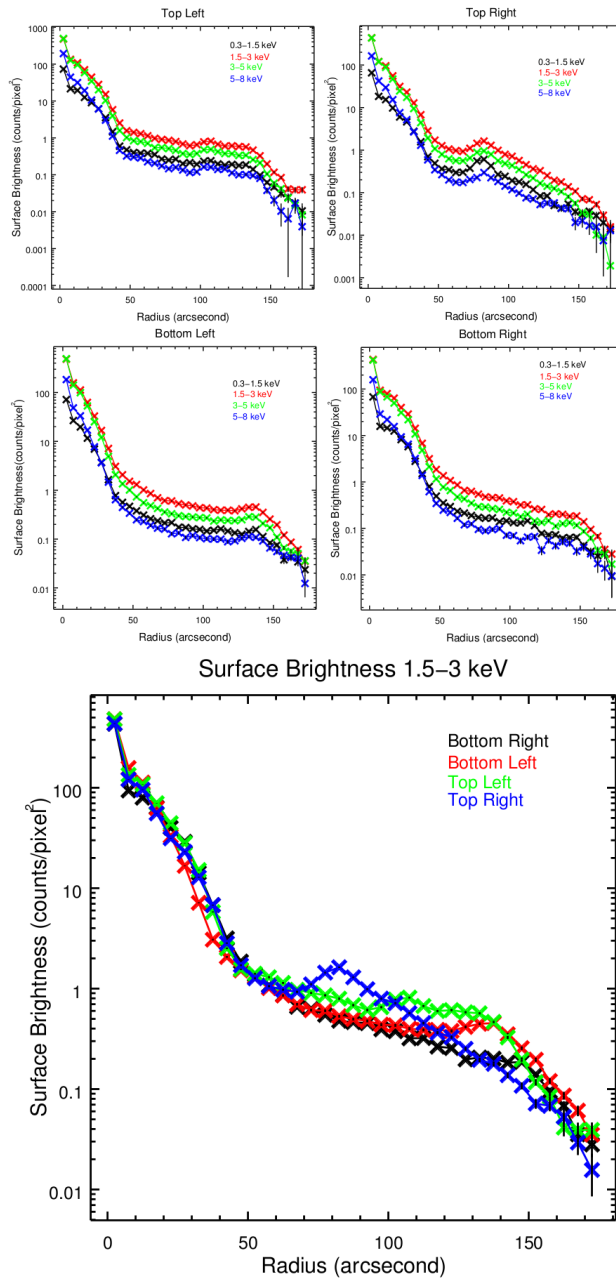 Top Left
Surface Brightness (counts/pixel²)
1000
100
10
1
0.1
0.01
0.001
0.0001
0.3−1.5 keV
1.5−3 keV
3−5 keV
5−8 keV
0 50 100 150
Radius (arcsecond)
Top Right
Surface Brightness (counts/pixel²)
100
10
1
0.1
0.01
0.001
0.3−1.5 keV
1.5−3 keV
3−5 keV
5−8 keV
0 50 100 150
Radius (arcsecond)
Bottom Left
Surface Brightness(counts/pixel²)
100
10
1
0.1
0.01
0.3−1.5 keV
1.5−3 keV
3−5 keV
5−8 keV
0 50 100 150
Radius (arcsecond)
Bottom Right
Surface Brightness (counts/pixel²)
100
10
1
0.1
0.01
0.3−1.5 keV
1.5−3 keV
3−5 keV
5−8 keV
0 50 100 150
Radius (arcsecond)
Surface Brightness 1.5−3 keV
Surface Brightness (counts/pixel²)
100
10
1
0.1
0.01
Bottom Right
Bottom Left
Top Left
Top Right
0 50 100 150
Radius (arcsecond)